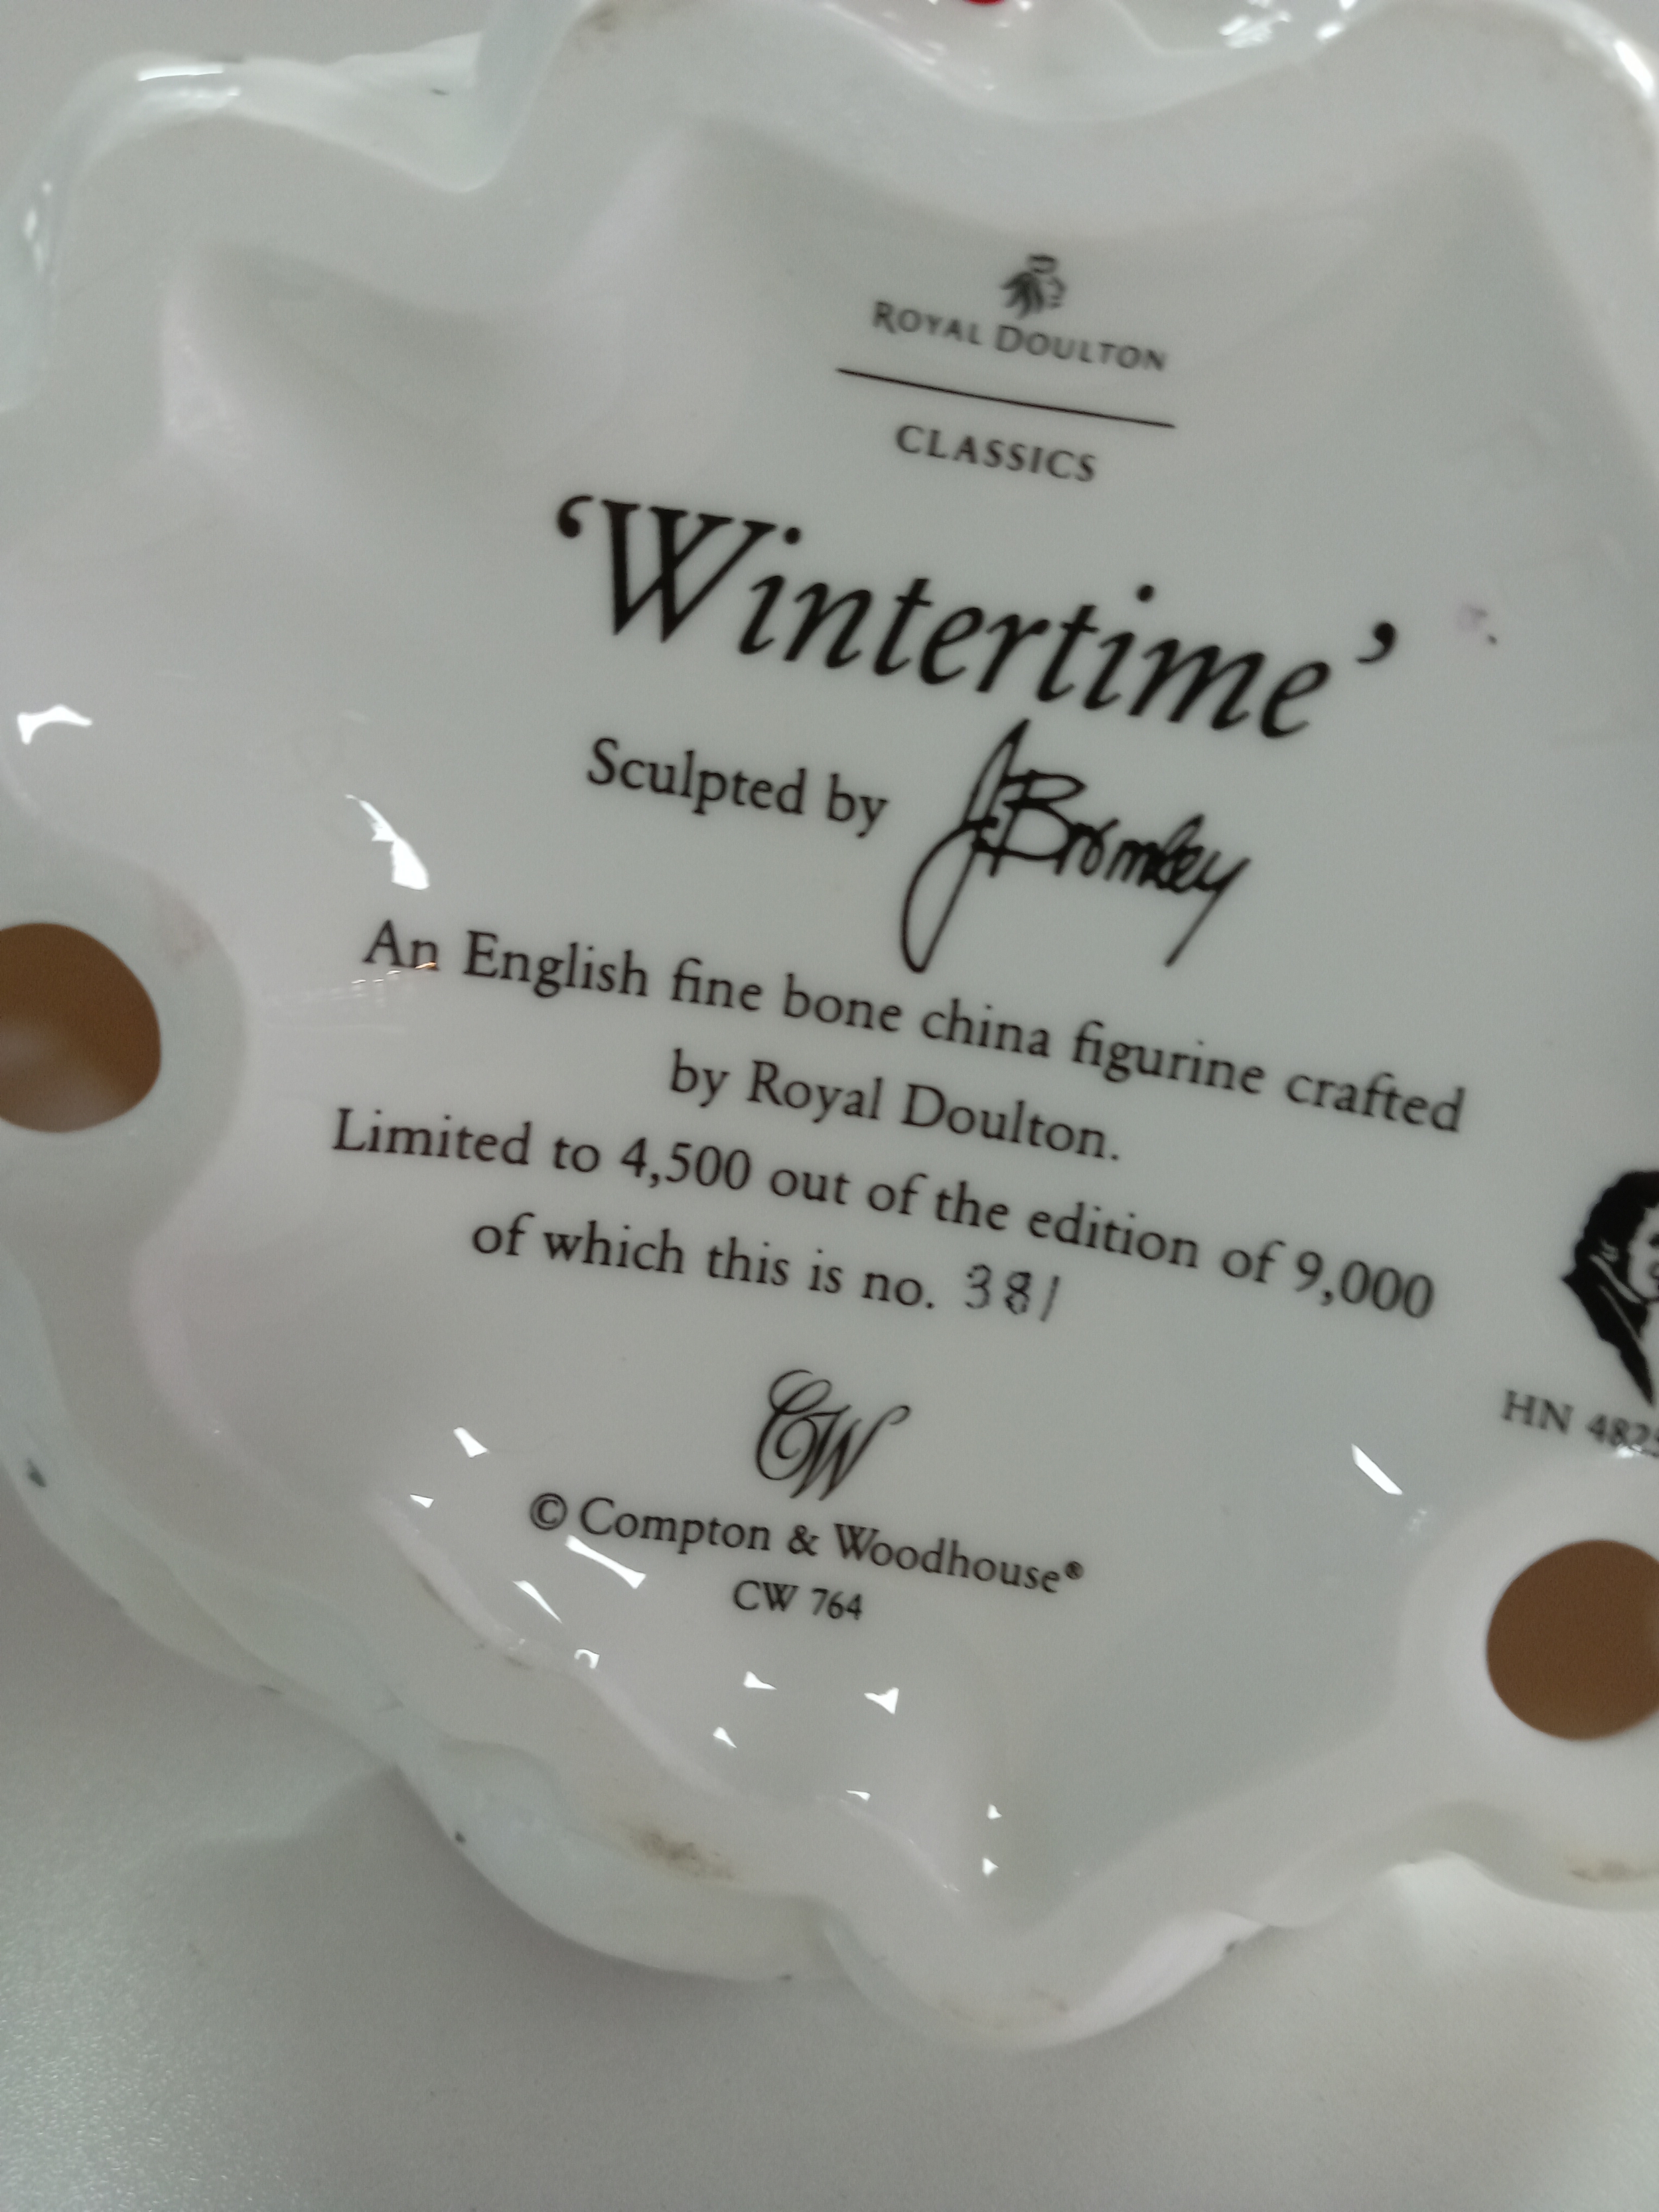 ROYAL DOULTON
CLASSICS
‘Wintertime’
Sculpted by J Bromley
An English fine bone china figurine crafted
by Royal Doulton.
Limited to 4,500 out of the edition of 9,000
of which this is no. 381
HN 482
CW
© Compton & Woodhouse®
CW 764